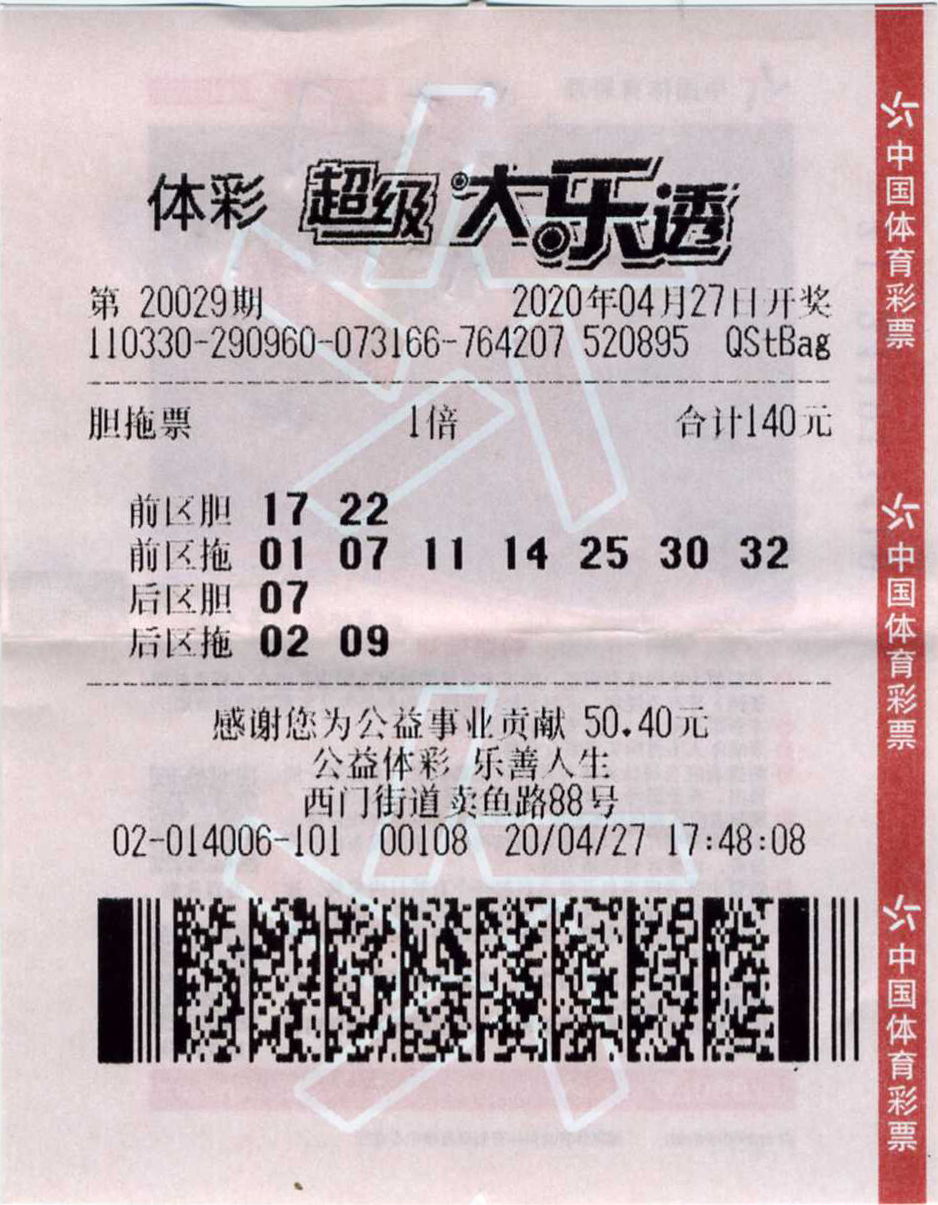 体彩 超级大乐透
第 20029期 2020年04月27日开奖
110330-290960-073166-764207 520895 QStBag
胆拖票 1倍 合计140元
前区胆 17 22
前区拖 01 07 11 14 25 30 32
后区胆 07
后区拖 02 09
感谢您为公益事业贡献 50.40元
公益体彩 乐善人生
西门街道卖鱼路88号
02-014006-101 00108 20/04/27 17:48:08
中国体育彩票
中国体育彩票
中国体育彩票